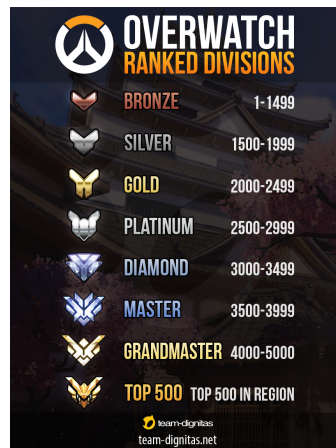 OVERWATCH
RANKED DIVISIONS
BRONZE 1-1499
SILVER 1500-1999
GOLD 2000-2499
PLATINUM 2500-2999
DIAMOND 3000-3499
MASTER 3500-3999
GRANDMASTER 4000-5000
TOP 500 TOP 500 IN REGION
team-dignitas
team-dignitas.net